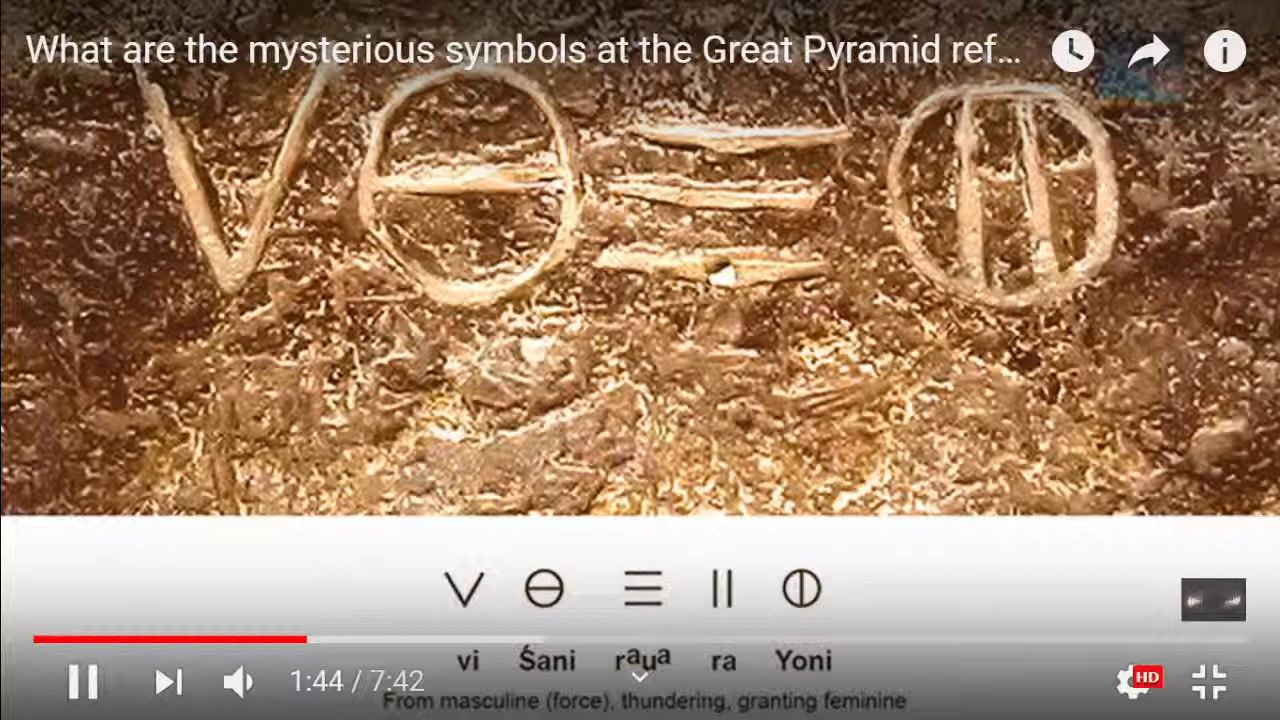 What are the mysterious symbols at the Great Pyramid ref...
V ϴ ☰ ⏀
V ϴ ☰ || ⏀
vi Śani rᵃuᵃ ra Yoni
1:44 / 7:42
HD
From masculine (force), thundering, granting feminine